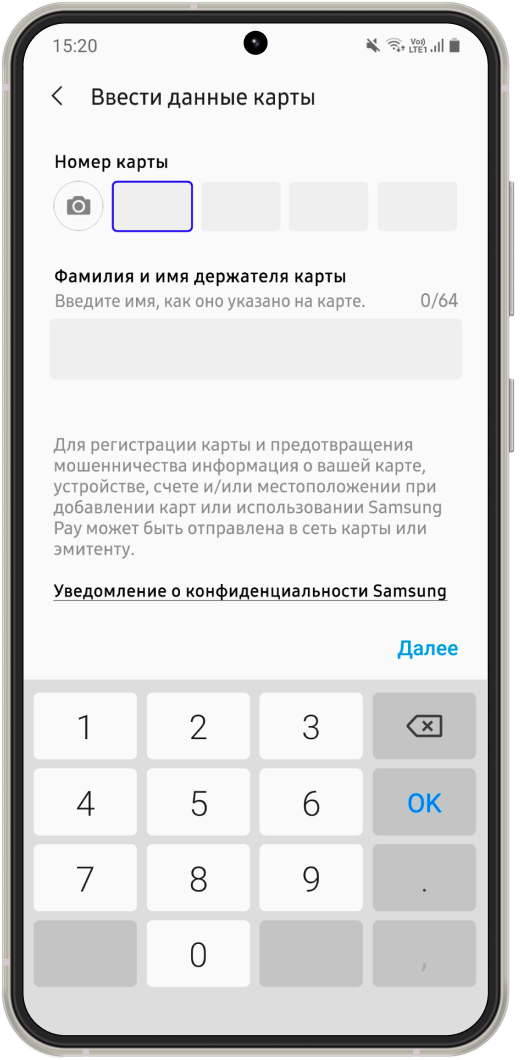 15:20
Vo)) LTE1
Ввести данные карты
Номер карты
Фамилия и имя держателя карты
Введите имя, как оно указано на карте. 0/64
Для регистрации карты и предотвращения
мошенничества информация о вашей карте,
устройстве, счете и/или местоположении при
добавлении карт или использовании Samsung
Pay может быть отправлена в сеть карты или
эмитенту.
Уведомление о конфиденциальности Samsung
Далее
1 2 3
4 5 6 OK
7 8 9 .
0 ,